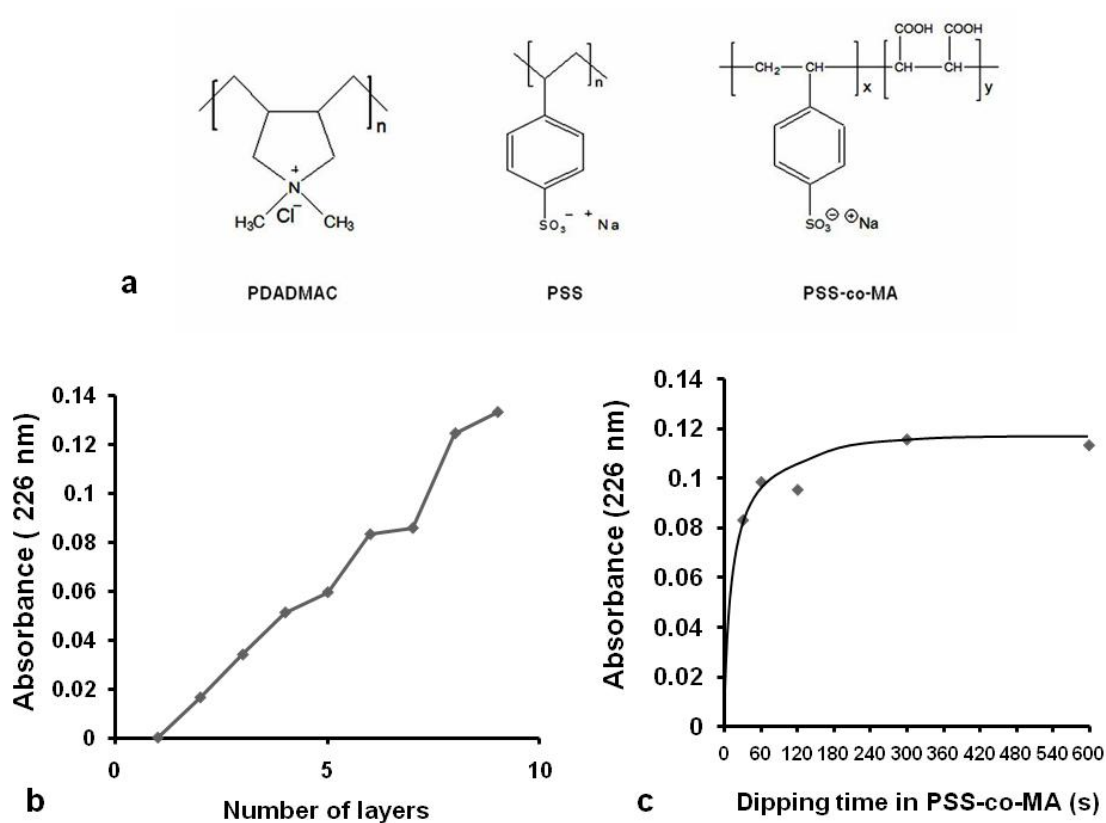 COOH COOH
[ ]n
[ ]n
[ CH2 CH ]x [ CH CH ]y
N+
H3C Cl− CH3
SO3− + Na
SO3⊖ ⊕Na
a
PDADMAC PSS PSS-co-MA
Absorbance ( 226 nm)
0.14
0.12
0.1
0.08
0.06
0.04
0.02
0
0 5 10
Number of layers
b
Absorbance (226 nm)
0.14
0.12
0.1
0.08
0.06
0.04
0.02
0
0 60 120 180 240 300 360 420 480 540 600
Dipping time in PSS-co-MA (s)
c